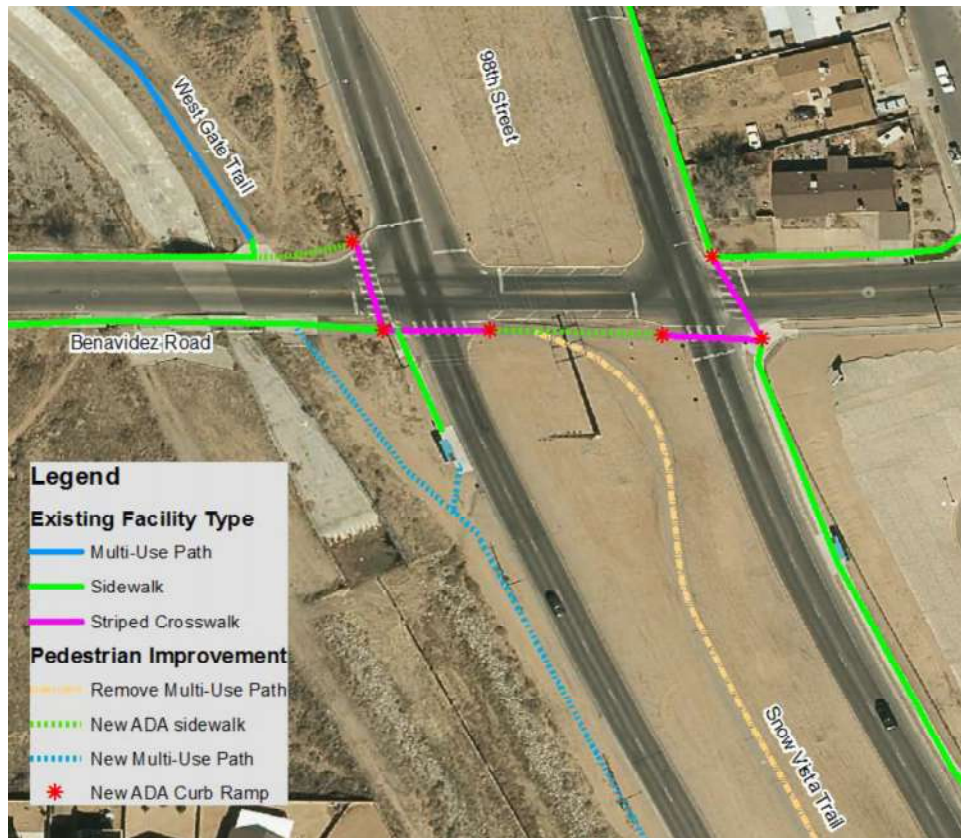 98th Street
West Gate Trail
Benavidez Road
Legend
Existing Facility Type
Multi-Use Path
Sidewalk
Striped Crosswalk
Pedestrian Improvement
Remove Multi-Use Path
New ADA sidewalk
New Multi-Use Path
New ADA Curb Ramp
Snow Vista Trail